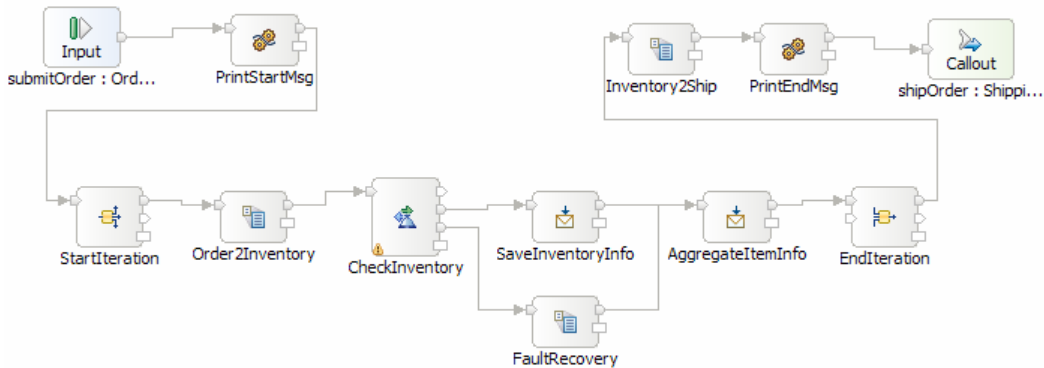 Input
submitOrder : Ord...
PrintStartMsg
Inventory2Ship
PrintEndMsg
Callout
shipOrder : Shippi...
StartIteration
Order2Inventory
CheckInventory
SaveInventoryInfo
AggregateItemInfo
EndIteration
FaultRecovery